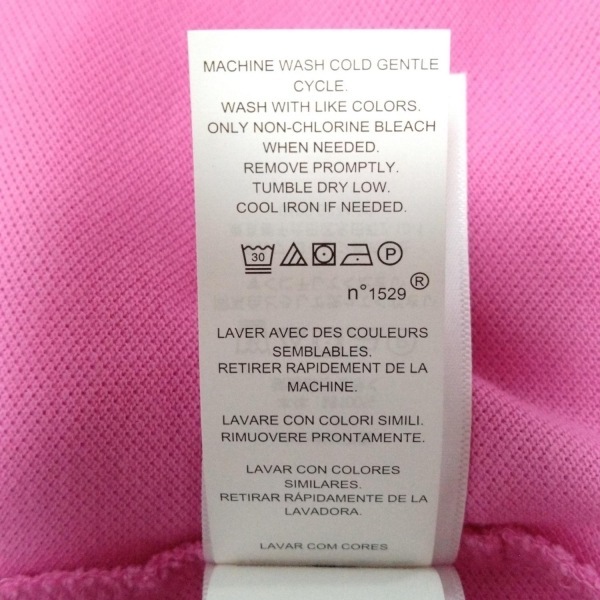 MACHINE WASH COLD GENTLE
CYCLE.
WASH WITH LIKE COLORS.
ONLY NON-CHLORINE BLEACH
WHEN NEEDED.
REMOVE PROMPTLY.
TUMBLE DRY LOW.
COOL IRON IF NEEDED.
30 P
n°1529 ®
LAVER AVEC DES COULEURS
SEMBLABLES.
RETIRER RAPIDEMENT DE LA
MACHINE.
LAVARE CON COLORI SIMILI.
RIMUOVERE PRONTAMENTE.
LAVAR CON COLORES
SIMILARES.
RETIRAR RÁPIDAMENTE DE LA
LAVADORA.
LAVAR COM CORES